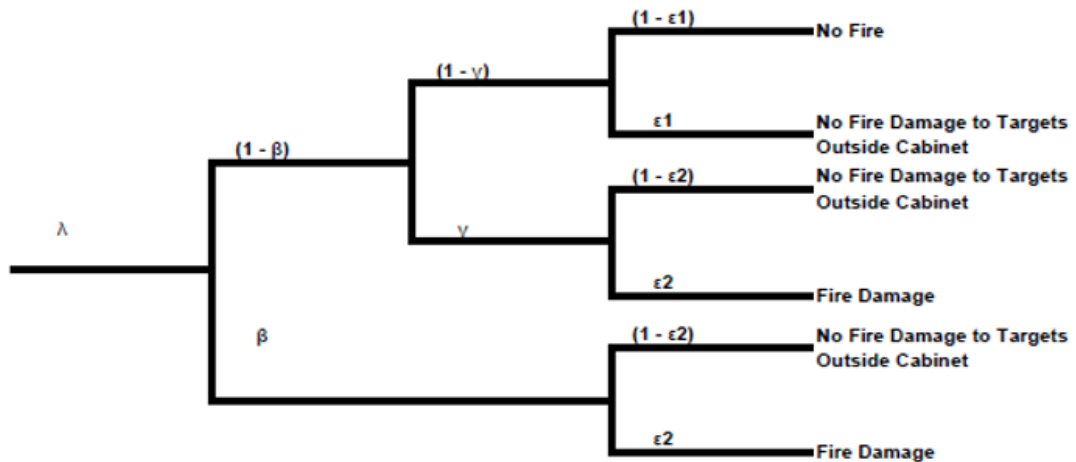 (1 - ε1)
No Fire
(1 - γ)
ε1
No Fire Damage to Targets
Outside Cabinet
(1 - β)
(1 - ε2)
No Fire Damage to Targets
Outside Cabinet
λ
γ
ε2
Fire Damage
β
(1 - ε2)
No Fire Damage to Targets
Outside Cabinet
ε2
Fire Damage